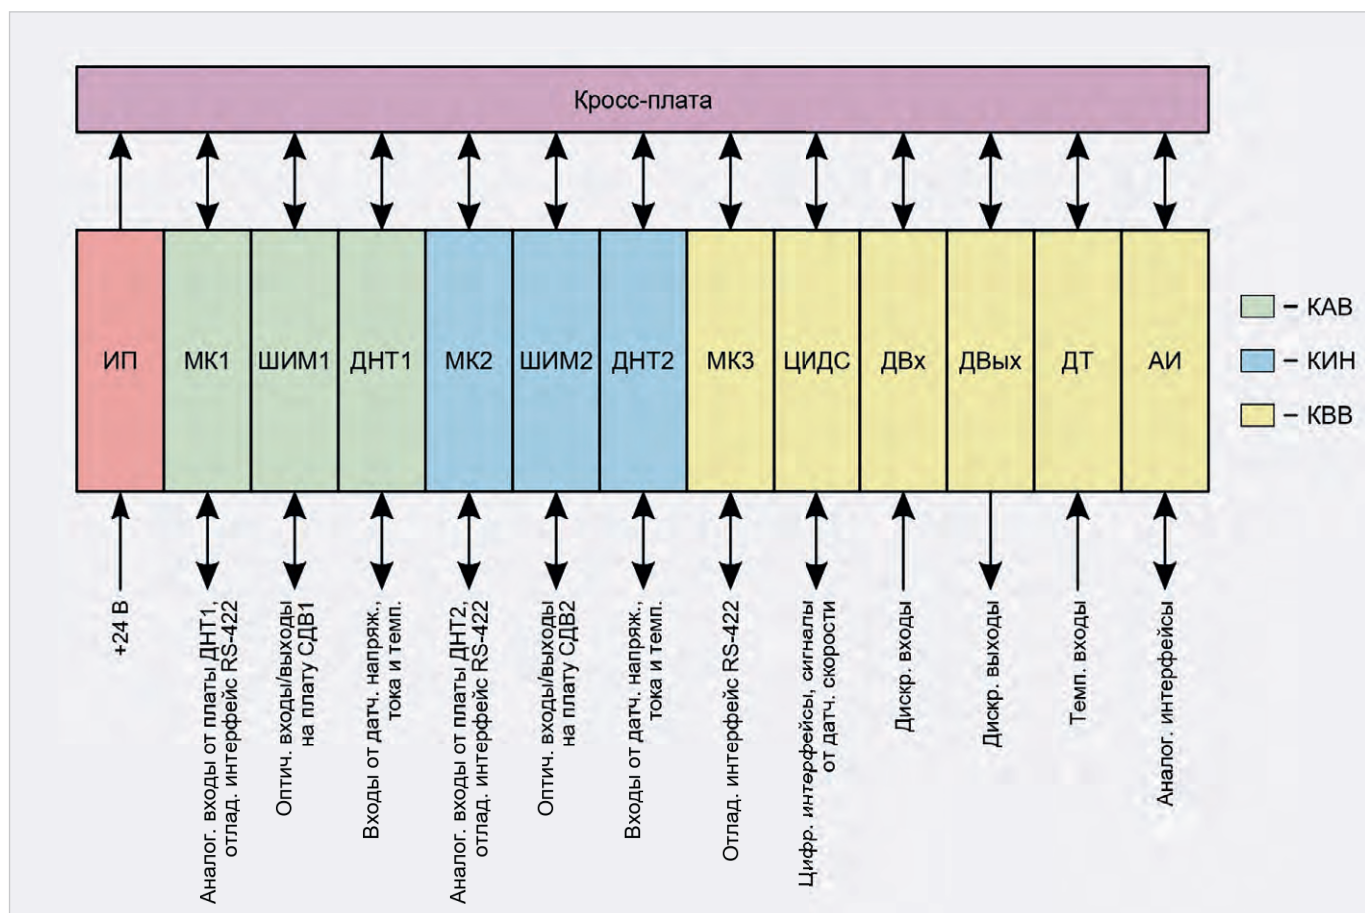 Кросс-плата
ИП
МК1
ШИМ1
ДНТ1
МК2
ШИМ2
ДНТ2
МК3
ЦИДС
ДВх
ДВых
ДТ
АИ
– КАВ
– КИН
– КВВ
+24 В
Аналог. входы от платы ДНТ1,
отлад. интерфейс RS-422
Оптич. входы/выходы
на плату СДВ1
Входы от датч. напряж.,
тока и темп.
Аналог. входы от платы ДНТ2,
отлад. интерфейс RS-422
Оптич. входы/выходы
на плату СДВ2
Входы от датч. напряж.,
тока и темп.
Отлад. интерфейс RS-422
Цифр. интерфейсы, сигналы
от датч. скорости
Дискр. входы
Дискр. выходы
Темп. входы
Аналог. интерфейсы